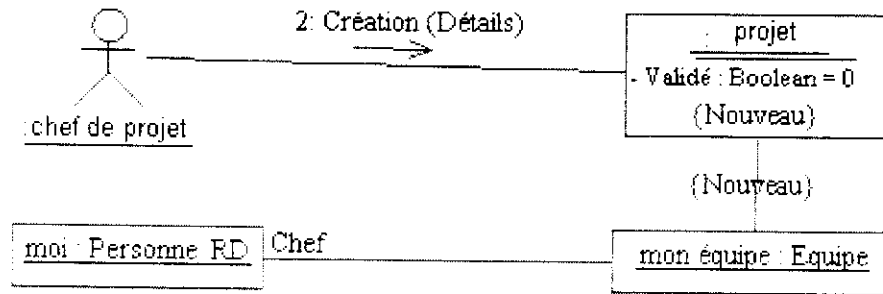 2: Création (Détails)
: projet
- Validé : Boolean = 0
{Nouveau}
:chef de projet
{Nouveau}
moi : Personne RD
Chef
mon équipe : Equipe